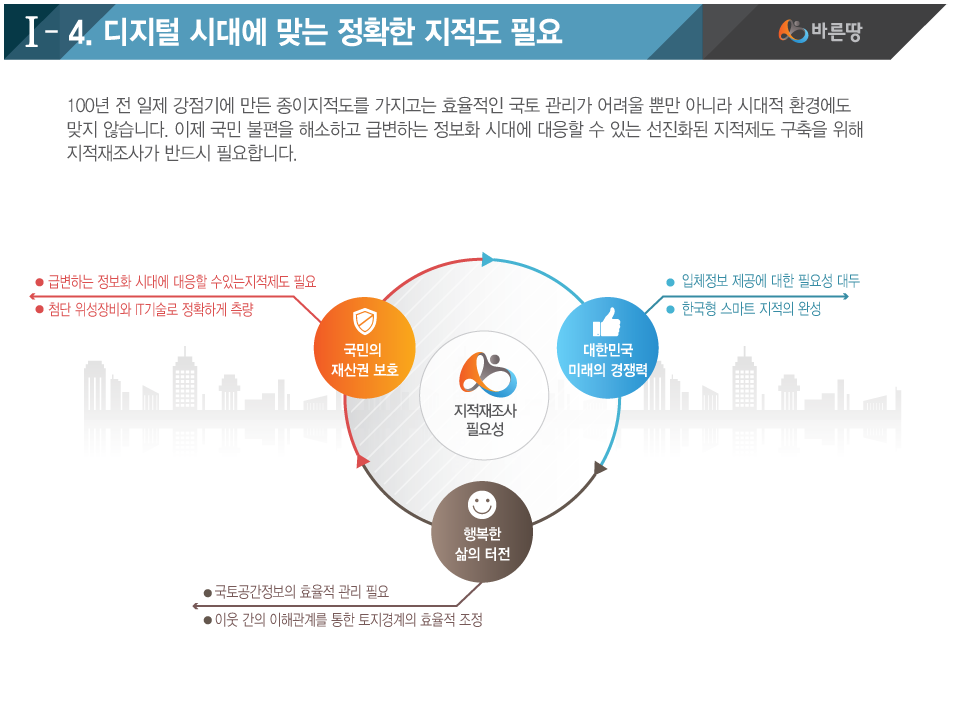 I - 4. 디지털 시대에 맞는 정확한 지적도 필요
바른땅
100년 전 일제 강점기에 만든 종이지적도를 가지고는 효율적인 국토 관리가 어려울 뿐만 아니라 시대적 환경에도
맞지 않습니다. 이제 국민 불편을 해소하고 급변하는 정보화 시대에 대응할 수 있는 선진화된 지적제도 구축을 위해
지적재조사가 반드시 필요합니다.
● 급변하는 정보화 시대에 대응할 수있는지적제도 필요
● 첨단 위성장비와 IT기술로 정확하게 측량
● 입체정보 제공에 대한 필요성 대두
● 한국형 스마트 지적의 완성
국민의
재산권 보호
대한민국
미래의 경쟁력
지적재조사
필요성
행복한
삶의 터전
● 국토공간정보의 효율적 관리 필요
● 이웃 간의 이해관계를 통한 토지경계의 효율적 조정